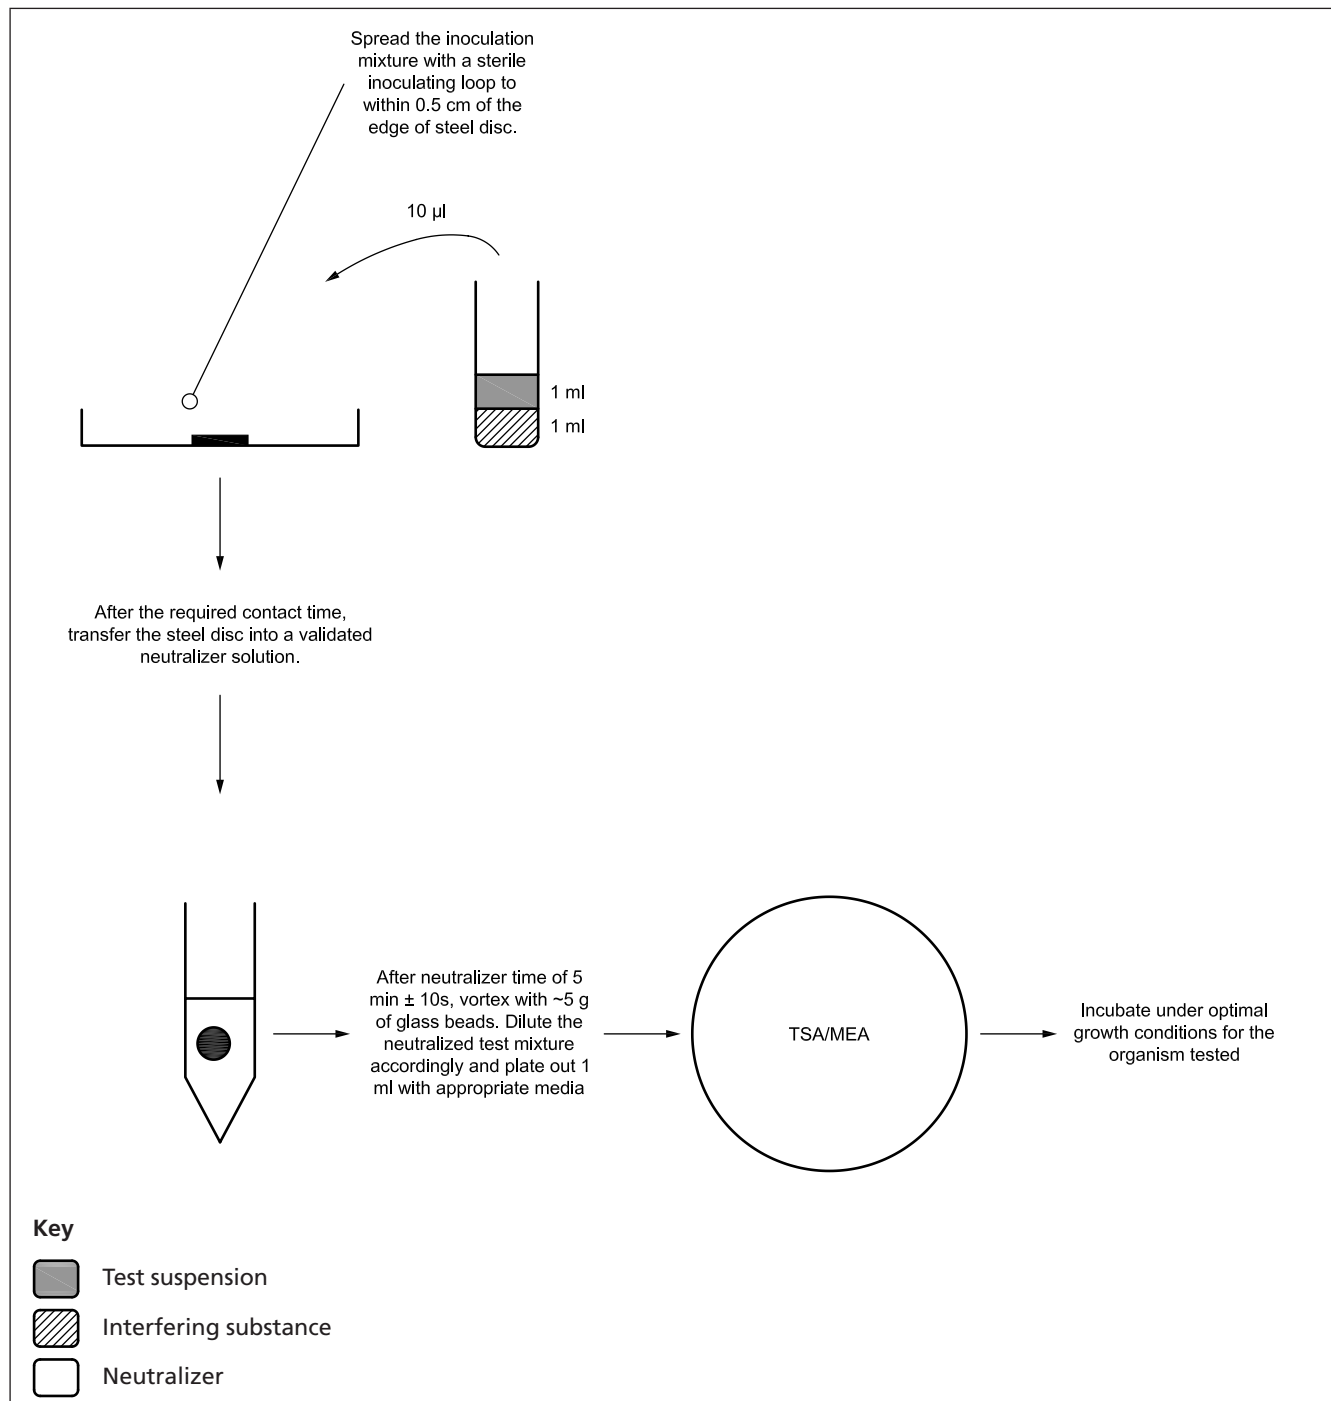 Spread the inoculation
mixture with a sterile
inoculating loop to
within 0.5 cm of the
edge of steel disc.
10 µl
1 ml
1 ml
After the required contact time,
transfer the steel disc into a validated
neutralizer solution.
After neutralizer time of 5
min ± 10s, vortex with ~5 g
of glass beads. Dilute the
neutralized test mixture
accordingly and plate out 1
ml with appropriate media
TSA/MEA
Incubate under optimal
growth conditions for the
organism tested
Key
Test suspension
Interfering substance
Neutralizer